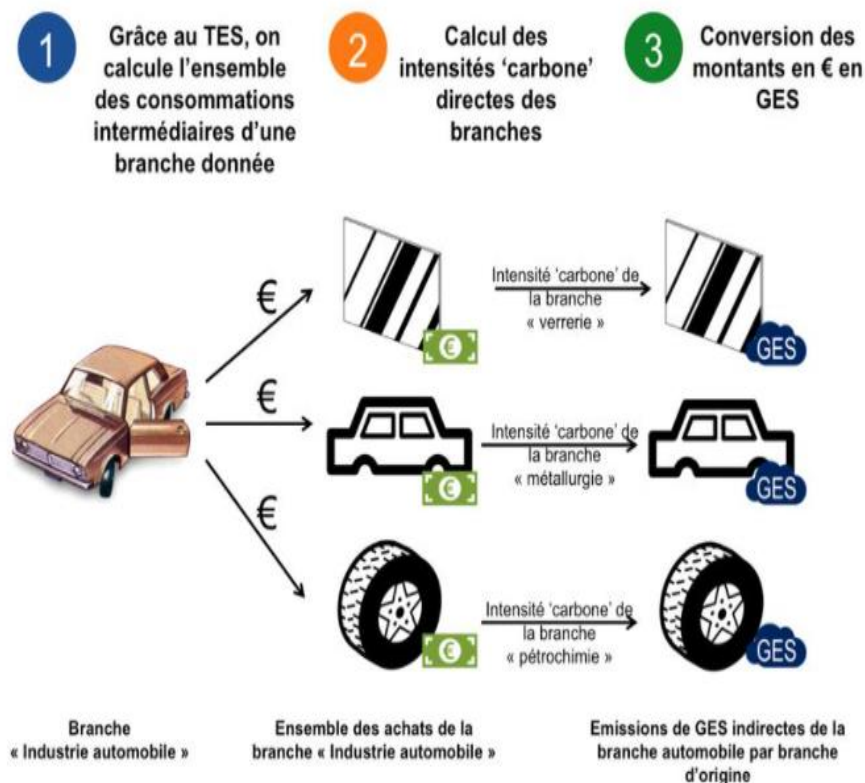 1
Grâce au TES, on
calcule l’ensemble
des consommations
intermédiaires d’une
branche donnée
2
Calcul des
intensités ‘carbone’
directes des
branches
3
Conversion des
montants en € en
GES
€
€
€
€
Intensité ‘carbone’ de
la branche
« verrerie »
GES
€
Intensité ‘carbone’ de
la branche
« métallurgie »
GES
€
Intensité ‘carbone’ de
la branche
« pétrochimie »
GES
Branche
« Industrie automobile »
Ensemble des achats de la
branche « Industrie automobile »
Emissions de GES indirectes de la
branche automobile par branche
d’origine